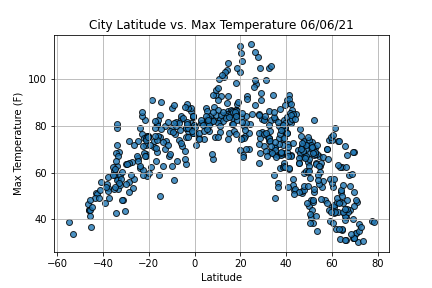 City Latitude vs. Max Temperature 06/06/21
Max Temperature (F)
100
80
60
40
−60 −40 −20 0 20 40 60 80
Latitude